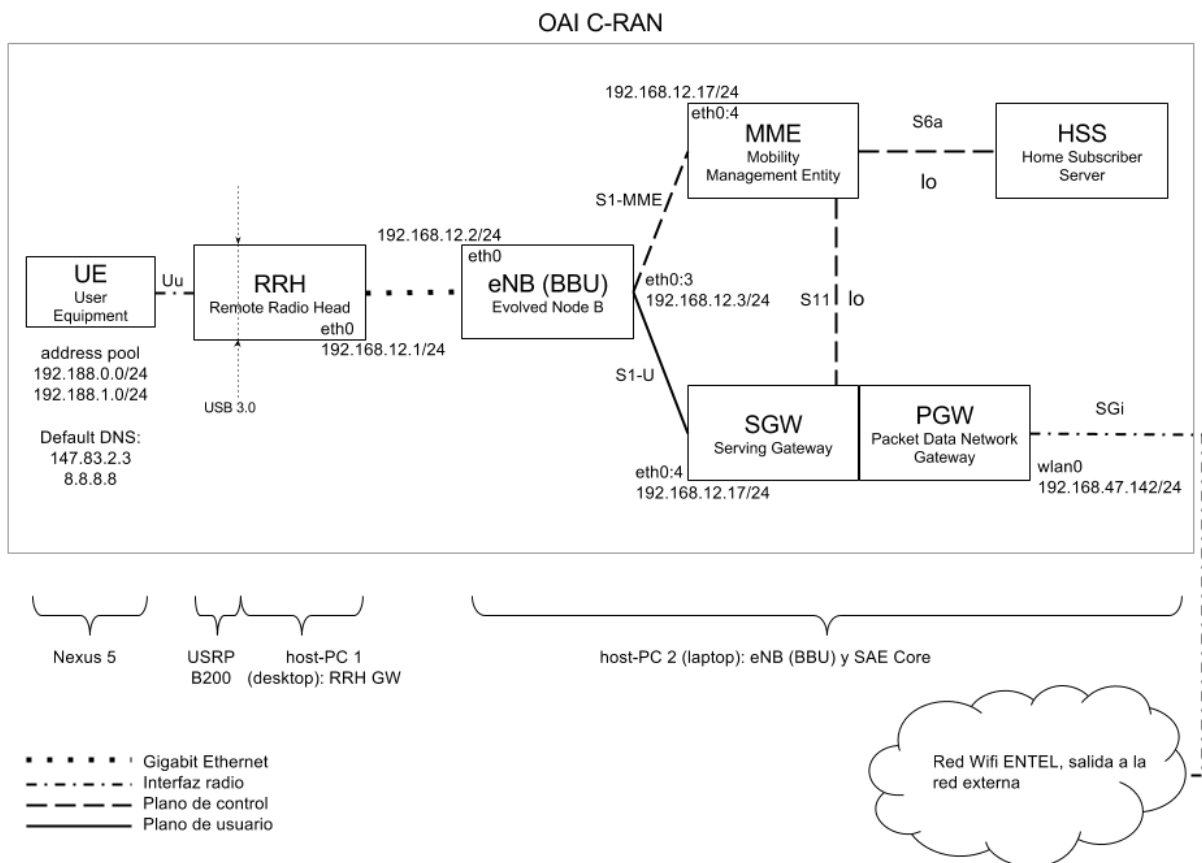 OAI C-RAN
192.168.12.17/24
eth0:4
MME
Mobility
Management Entity
S6a
lo
HSS
Home Subscriber
Server
S1-MME
192.168.12.2/24
eth0
eNB (BBU)
Evolved Node B
eth0:3
192.168.12.3/24
S11
lo
UE
User
Equipment
Uu
RRH
Remote Radio Head
eth0
192.168.12.1/24
address pool
192.188.0.0/24
192.188.1.0/24
USB 3.0
Default DNS:
147.83.2.3
8.8.8.8
S1-U
SGW
Serving Gateway
eth0:4
192.168.12.17/24
PGW
Packet Data Network
Gateway
SGi
wlan0
192.168.47.142/24
Nexus 5
USRP
B200
host-PC 1
(desktop): RRH GW
host-PC 2 (laptop): eNB (BBU) y SAE Core
Gigabit Ethernet
Interfaz radio
Plano de control
Plano de usuario
Red Wifi ENTEL, salida a la
red externa